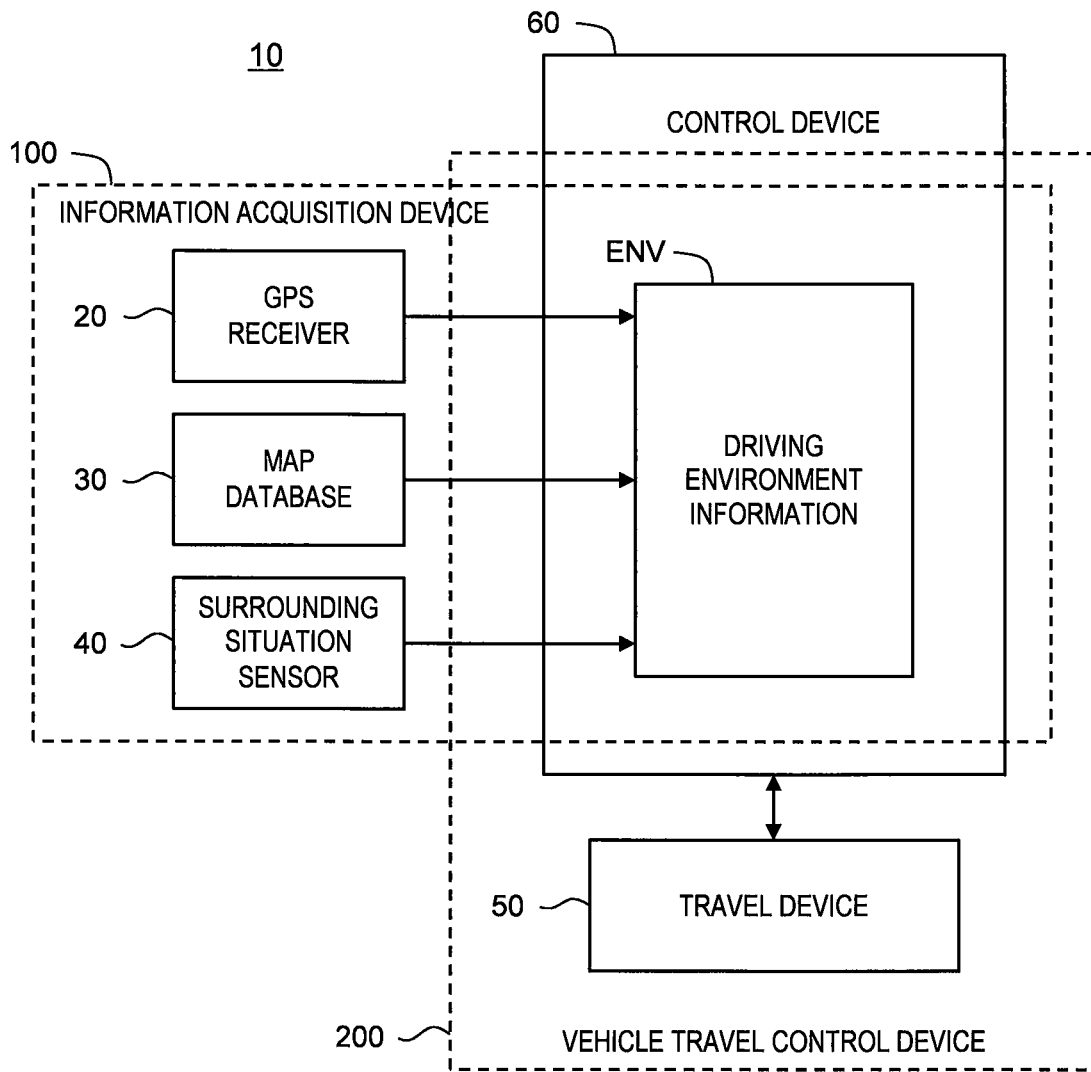 60
10
CONTROL DEVICE
100
INFORMATION ACQUISITION DEVICE
ENV
20
GPS
RECEIVER
30
MAP
DATABASE
DRIVING
ENVIRONMENT
INFORMATION
40
SURROUNDING
SITUATION
SENSOR
50
TRAVEL DEVICE
200
VEHICLE TRAVEL CONTROL DEVICE